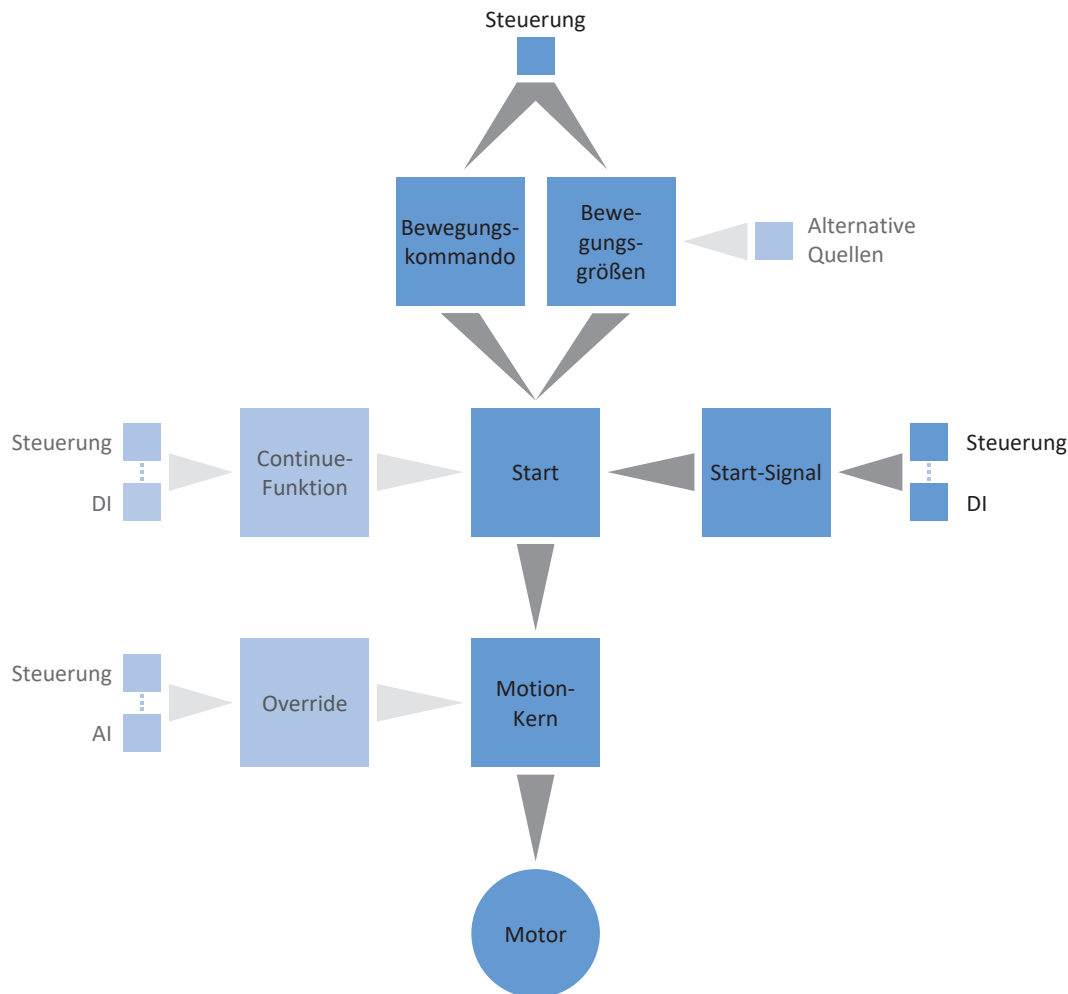 Steuerung
Bewegungs-
kommando
Bewe-
gungs-
größen
Alternative
Quellen
Steuerung
DI
Continue-
Funktion
Start
Start-Signal
Steuerung
DI
Steuerung
AI
Override
Motion-
Kern
Motor